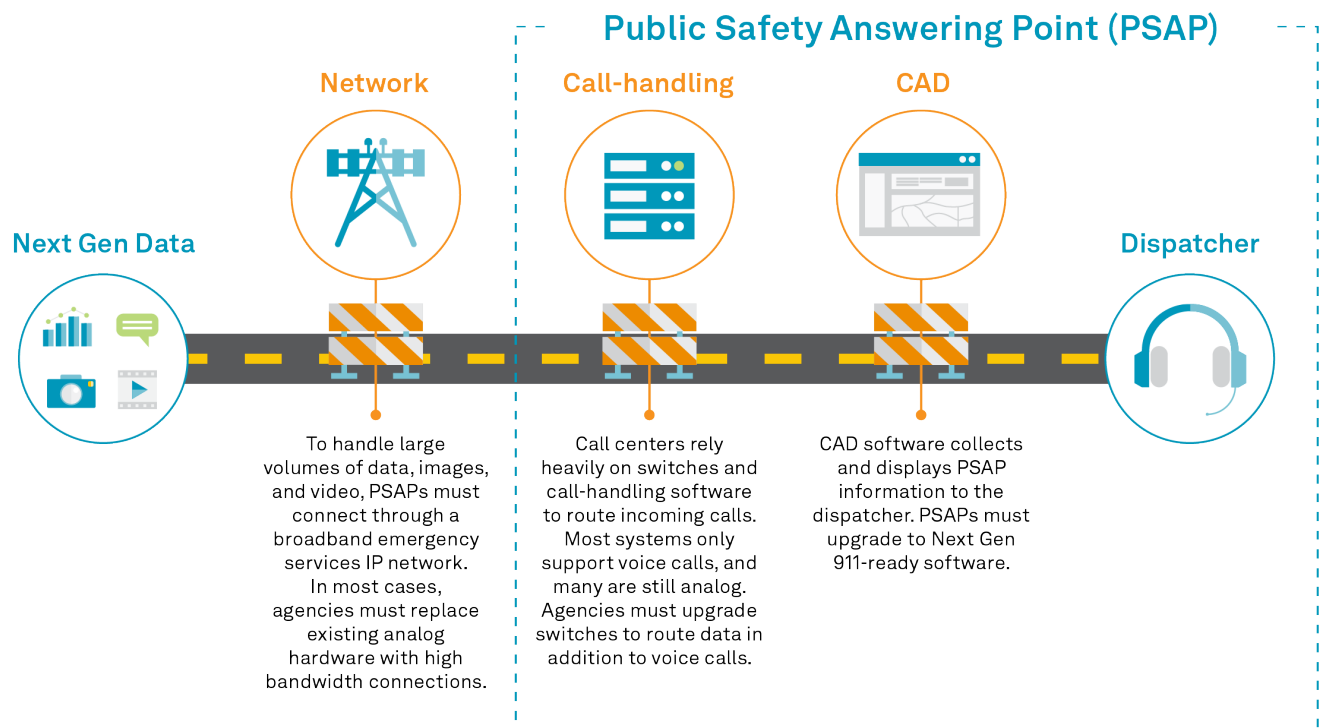 Public Safety Answering Point (PSAP)
Network
Call-handling
CAD
Next Gen Data
Dispatcher
To handle large
volumes of data, images,
and video, PSAPs must
connect through a
broadband emergency
services IP network.
In most cases,
agencies must replace
existing analog
hardware with high
bandwidth connections.
Call centers rely
heavily on switches and
call-handling software
to route incoming calls.
Most systems only
support voice calls, and
many are still analog.
Agencies must upgrade
switches to route data in
addition to voice calls.
CAD software collects
and displays PSAP
information to the
dispatcher. PSAPs must
upgrade to Next Gen
911-ready software.